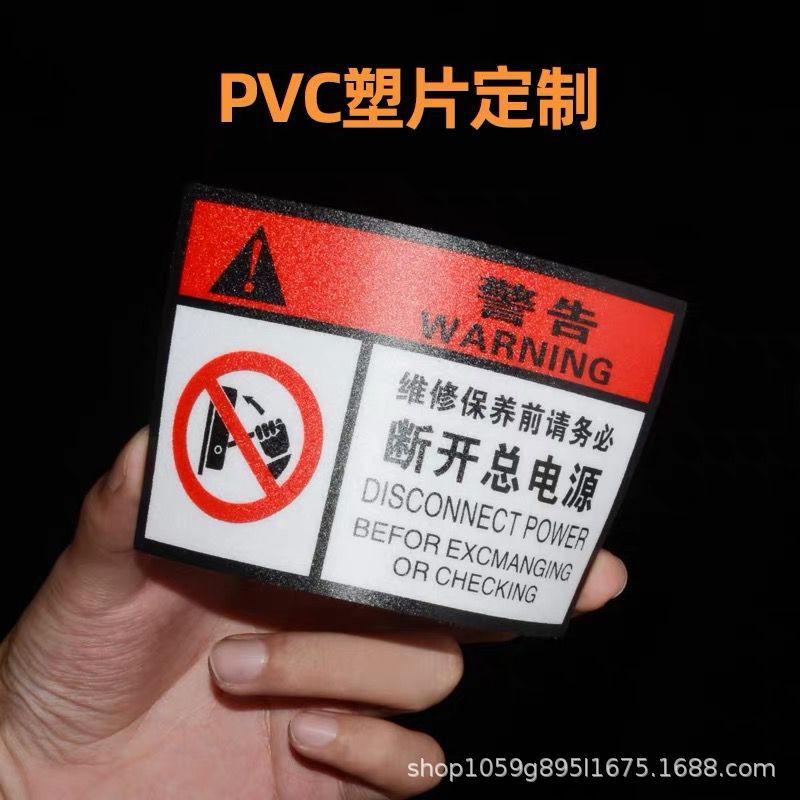 PVC塑片定制
警告
WARNING
维修保养前请务必
断开总电源
DISCONNECT POWER
BEFOR EXCMANGING
OR CHECKING
shop1059g895l1675.1688.com